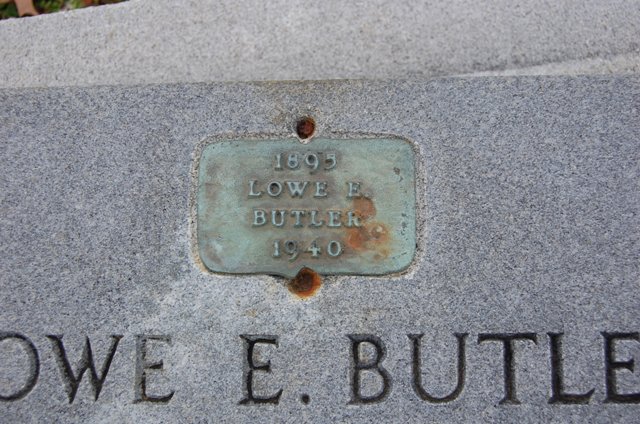 1895
LOWE E.
BUTLER
1940
OWE E. BUTLE